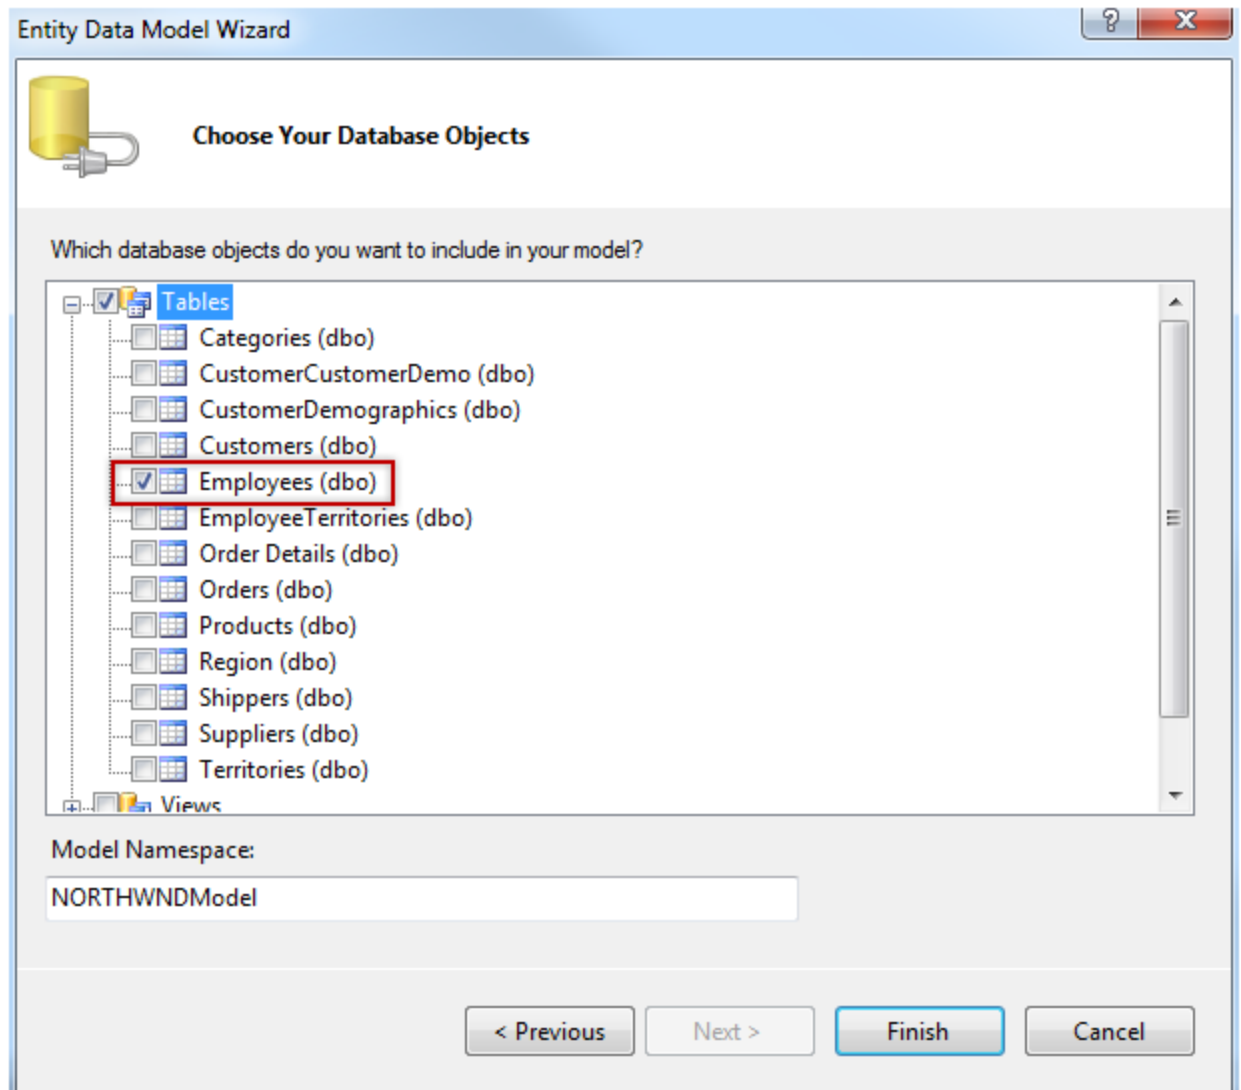 Entity Data Model Wizard
Choose Your Database Objects
Which database objects do you want to include in your model?
Tables
Categories (dbo)
CustomerCustomerDemo (dbo)
CustomerDemographics (dbo)
Customers (dbo)
Employees (dbo)
EmployeeTerritories (dbo)
Order Details (dbo)
Orders (dbo)
Products (dbo)
Region (dbo)
Shippers (dbo)
Suppliers (dbo)
Territories (dbo)
Views
Model Namespace:
NORTHWNDModel
< Previous
Next >
Finish
Cancel